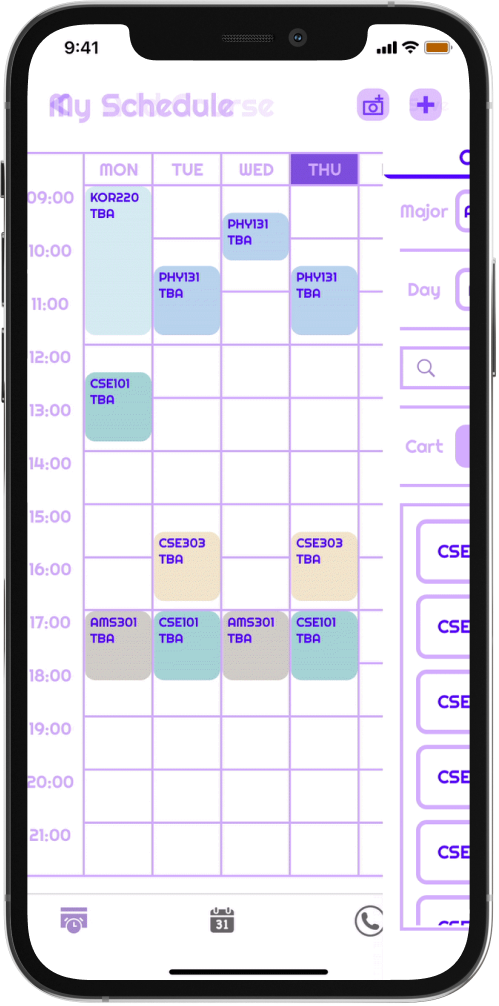 9:41
My Schedule
MON TUE WED THU
09:00
KOR220
TBA
PHY131
TBA
10:00
PHY131
TBA
PHY131
TBA
11:00
12:00
CSE101
TBA
13:00
14:00
15:00
CSE303
TBA
CSE303
TBA
16:00
17:00
AMS301
TBA
CSE101
TBA
AMS301
TBA
CSE101
TBA
18:00
19:00
20:00
21:00
31
Major
Day
Cart
CSE
CSE
CSE
CSE
CSE